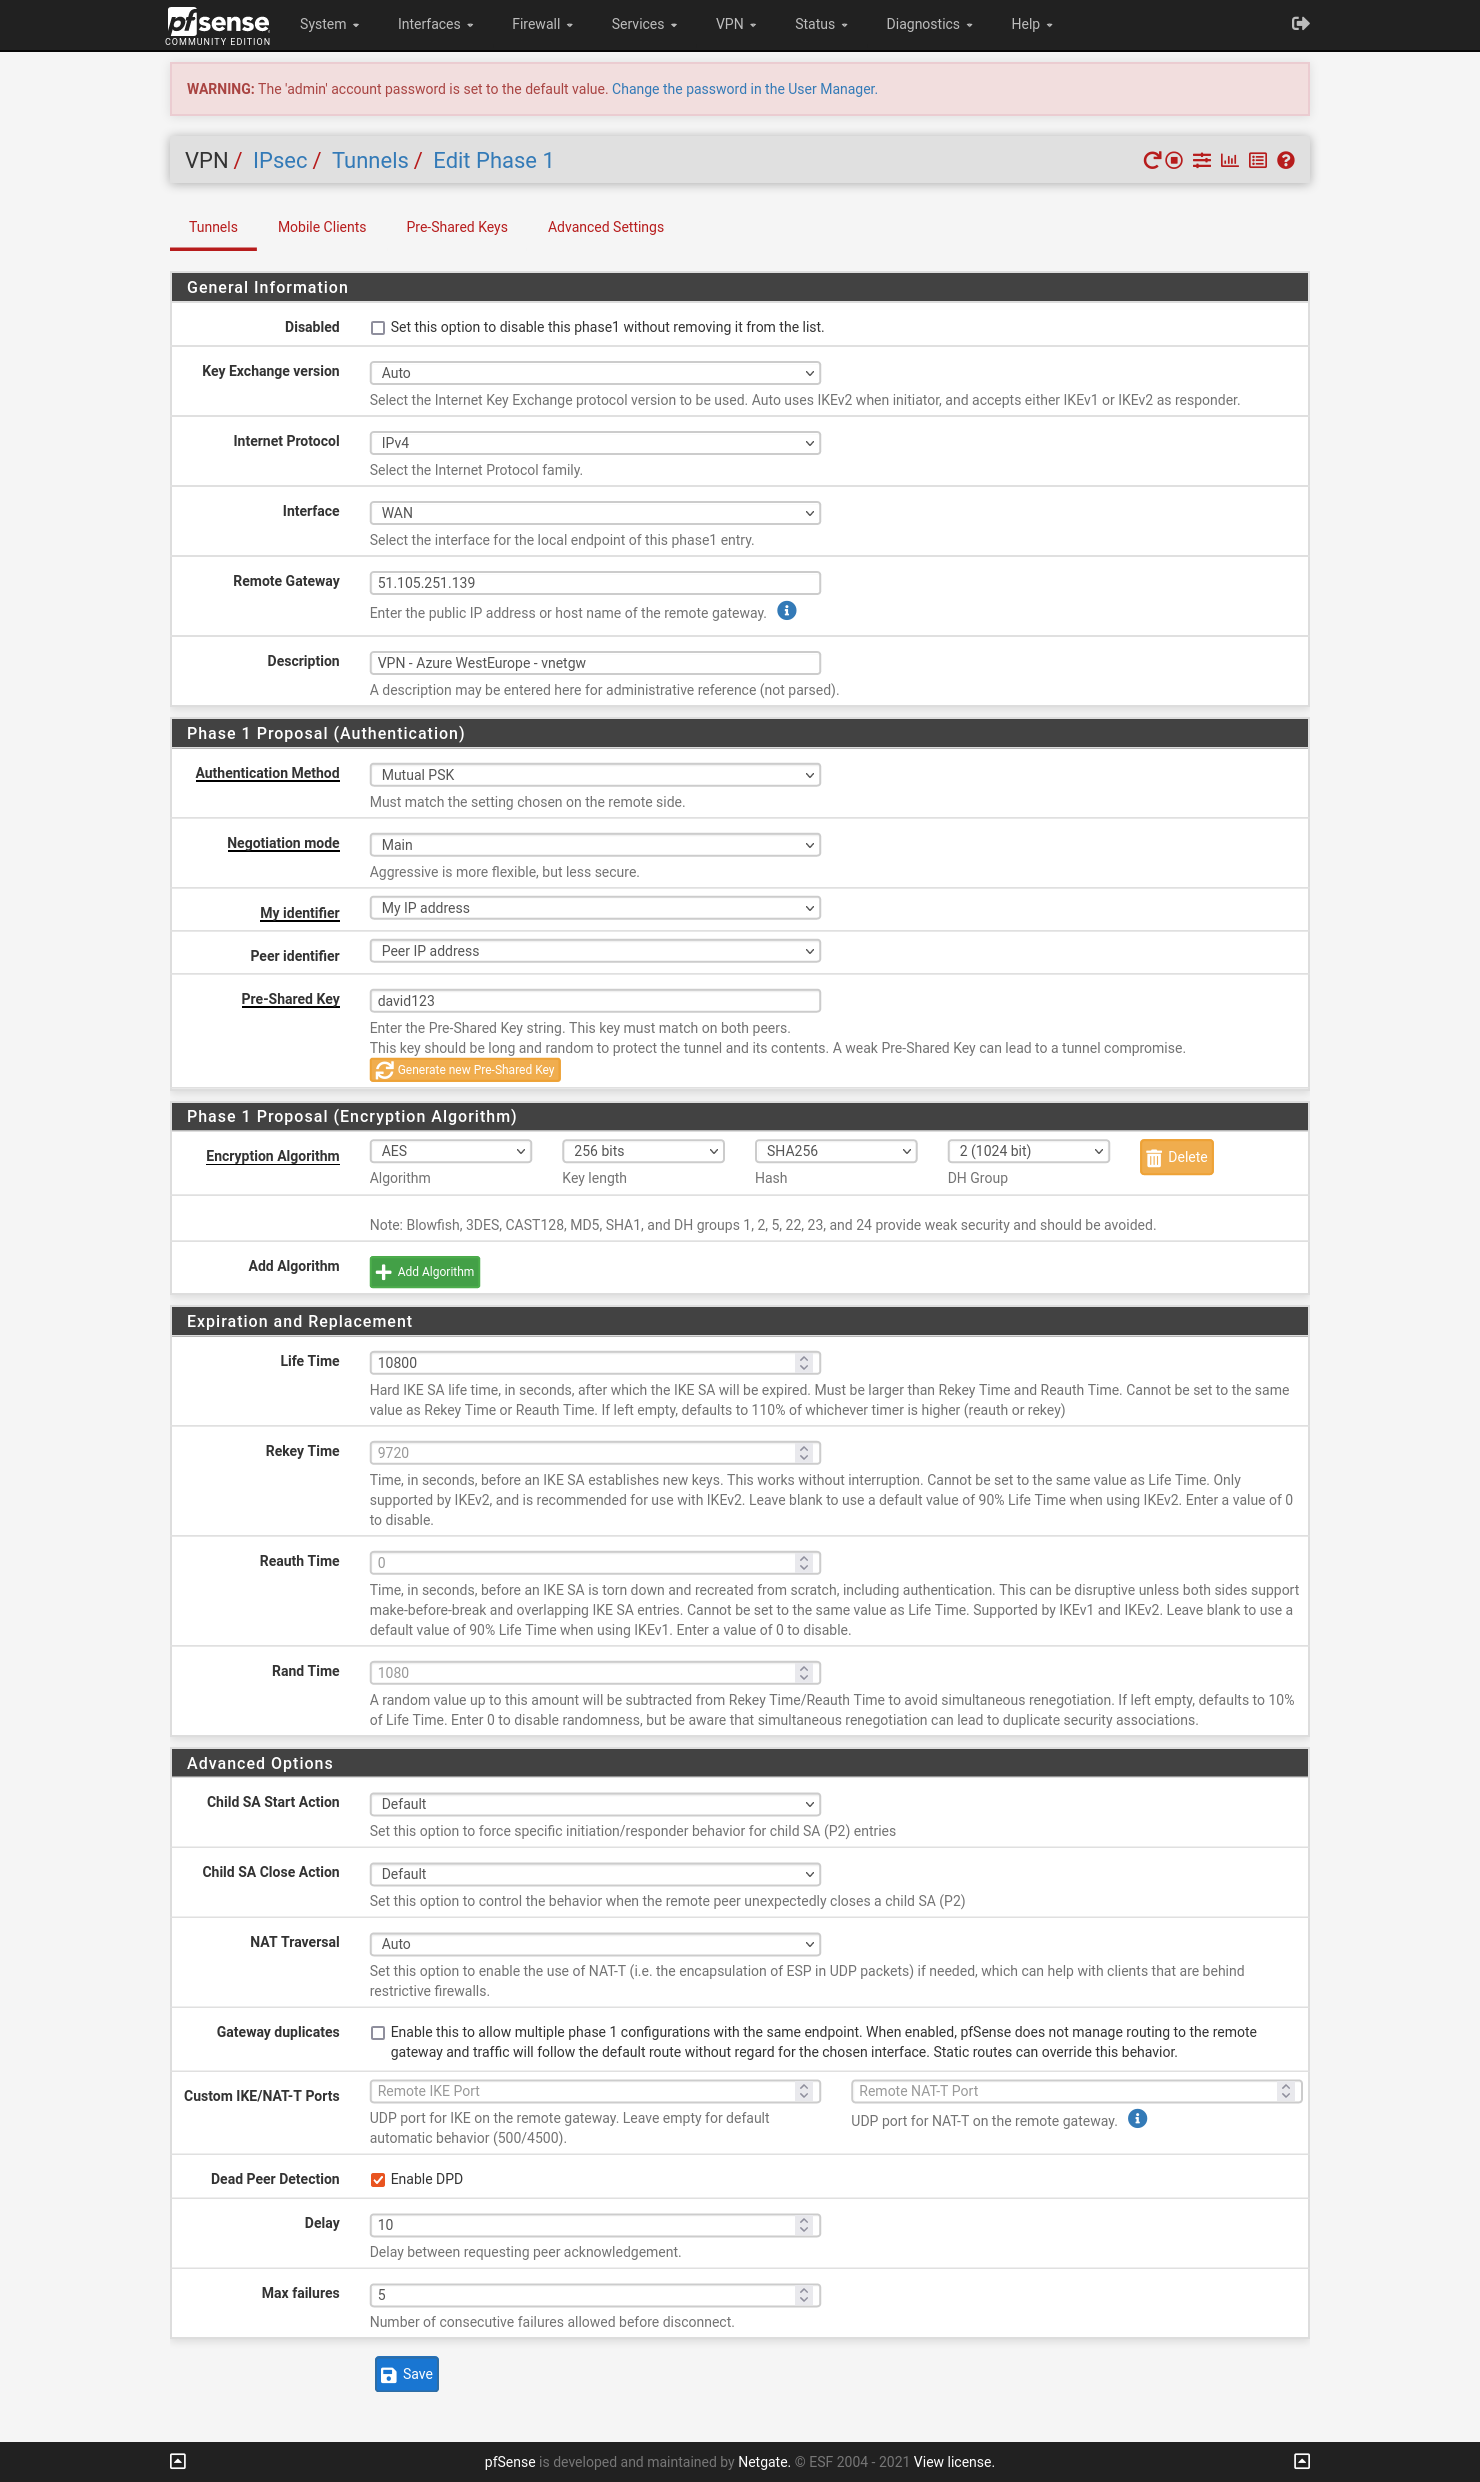 pfsense
COMMUNITY EDITION
System Interfaces Firewall Services VPN Status Diagnostics Help
WARNING: The 'admin' account password is set to the default value. Change the password in the User Manager.
VPN / IPsec / Tunnels / Edit Phase 1
Tunnels Mobile Clients Pre-Shared Keys Advanced Settings
General Information
Disabled Set this option to disable this phase1 without removing it from the list.
Key Exchange version Auto
Select the Internet Key Exchange protocol version to be used. Auto uses IKEv2 when initiator, and accepts either IKEv1 or IKEv2 as responder.
Internet Protocol IPv4
Select the Internet Protocol family.
Interface WAN
Select the interface for the local endpoint of this phase1 entry.
Remote Gateway 51.105.251.139
Enter the public IP address or host name of the remote gateway.
Description VPN - Azure WestEurope - vnetgw
A description may be entered here for administrative reference (not parsed).
Phase 1 Proposal (Authentication)
Authentication Method Mutual PSK
Must match the setting chosen on the remote side.
Negotiation mode Main
Aggressive is more flexible, but less secure.
My identifier My IP address
Peer identifier Peer IP address
Pre-Shared Key david123
Enter the Pre-Shared Key string. This key must match on both peers.
This key should be long and random to protect the tunnel and its contents. A weak Pre-Shared Key can lead to a tunnel compromise.
Generate new Pre-Shared Key
Phase 1 Proposal (Encryption Algorithm)
Encryption Algorithm AES 256 bits SHA256 2 (1024 bit) Delete
Algorithm Key length Hash DH Group
Note: Blowfish, 3DES, CAST128, MD5, SHA1, and DH groups 1, 2, 5, 22, 23, and 24 provide weak security and should be avoided.
Add Algorithm Add Algorithm
Expiration and Replacement
Life Time 10800
Hard IKE SA life time, in seconds, after which the IKE SA will be expired. Must be larger than Rekey Time and Reauth Time. Cannot be set to the same
value as Rekey Time or Reauth Time. If left empty, defaults to 110% of whichever timer is higher (reauth or rekey)
Rekey Time 9720
Time, in seconds, before an IKE SA establishes new keys. This works without interruption. Cannot be set to the same value as Life Time. Only
supported by IKEv2, and is recommended for use with IKEv2. Leave blank to use a default value of 90% Life Time when using IKEv2. Enter a value of 0
to disable.
Reauth Time 0
Time, in seconds, before an IKE SA is torn down and recreated from scratch, including authentication. This can be disruptive unless both sides support
make-before-break and overlapping IKE SA entries. Cannot be set to the same value as Life Time. Supported by IKEv1 and IKEv2. Leave blank to use a
default value of 90% Life Time when using IKEv1. Enter a value of 0 to disable.
Rand Time 1080
A random value up to this amount will be subtracted from Rekey Time/Reauth Time to avoid simultaneous renegotiation. If left empty, defaults to 10%
of Life Time. Enter 0 to disable randomness, but be aware that simultaneous renegotiation can lead to duplicate security associations.
Advanced Options
Child SA Start Action Default
Set this option to force specific initiation/responder behavior for child SA (P2) entries
Child SA Close Action Default
Set this option to control the behavior when the remote peer unexpectedly closes a child SA (P2)
NAT Traversal Auto
Set this option to enable the use of NAT-T (i.e. the encapsulation of ESP in UDP packets) if needed, which can help with clients that are behind
restrictive firewalls.
Gateway duplicates Enable this to allow multiple phase 1 configurations with the same endpoint. When enabled, pfSense does not manage routing to the remote
gateway and traffic will follow the default route without regard for the chosen interface. Static routes can override this behavior.
Custom IKE/NAT-T Ports Remote IKE Port Remote NAT-T Port
UDP port for IKE on the remote gateway. Leave empty for default UDP port for NAT-T on the remote gateway.
automatic behavior (500/4500).
Dead Peer Detection Enable DPD
Delay 10
Delay between requesting peer acknowledgement.
Max failures 5
Number of consecutive failures allowed before disconnect.
Save
pfSense is developed and maintained by Netgate. © ESF 2004 - 2021 View license.